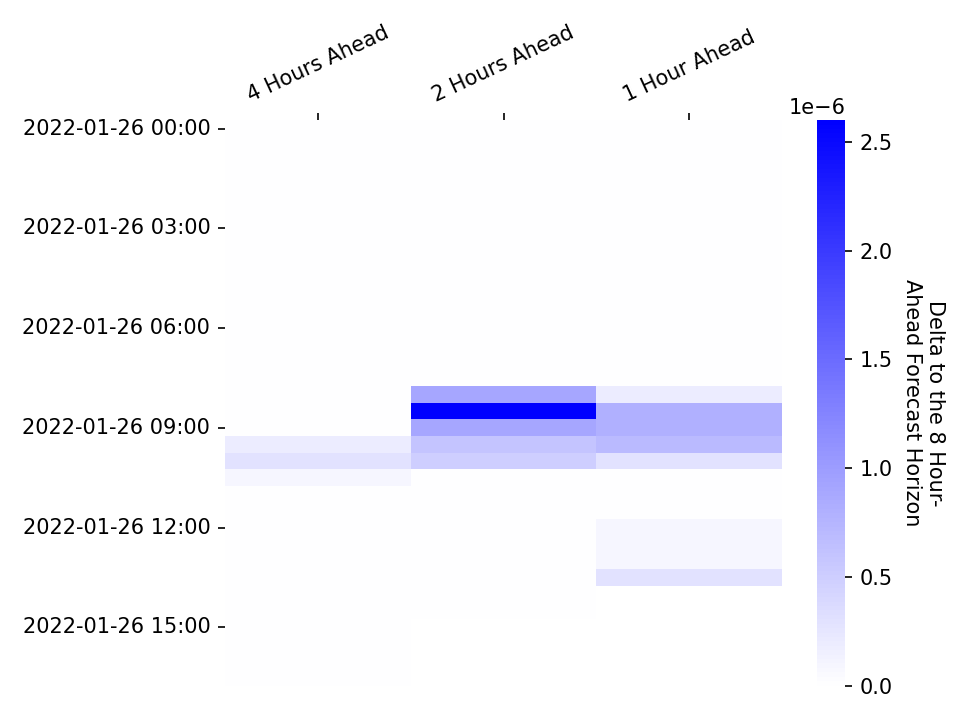 4 Hours Ahead
2 Hours Ahead
1 Hour Ahead
1e−6
2022-01-26 00:00
2022-01-26 03:00
2022-01-26 06:00
2022-01-26 09:00
2022-01-26 12:00
2022-01-26 15:00
2.5
2.0
1.5
1.0
0.5
0.0
Delta to the 8 Hour-
Ahead Forecast Horizon